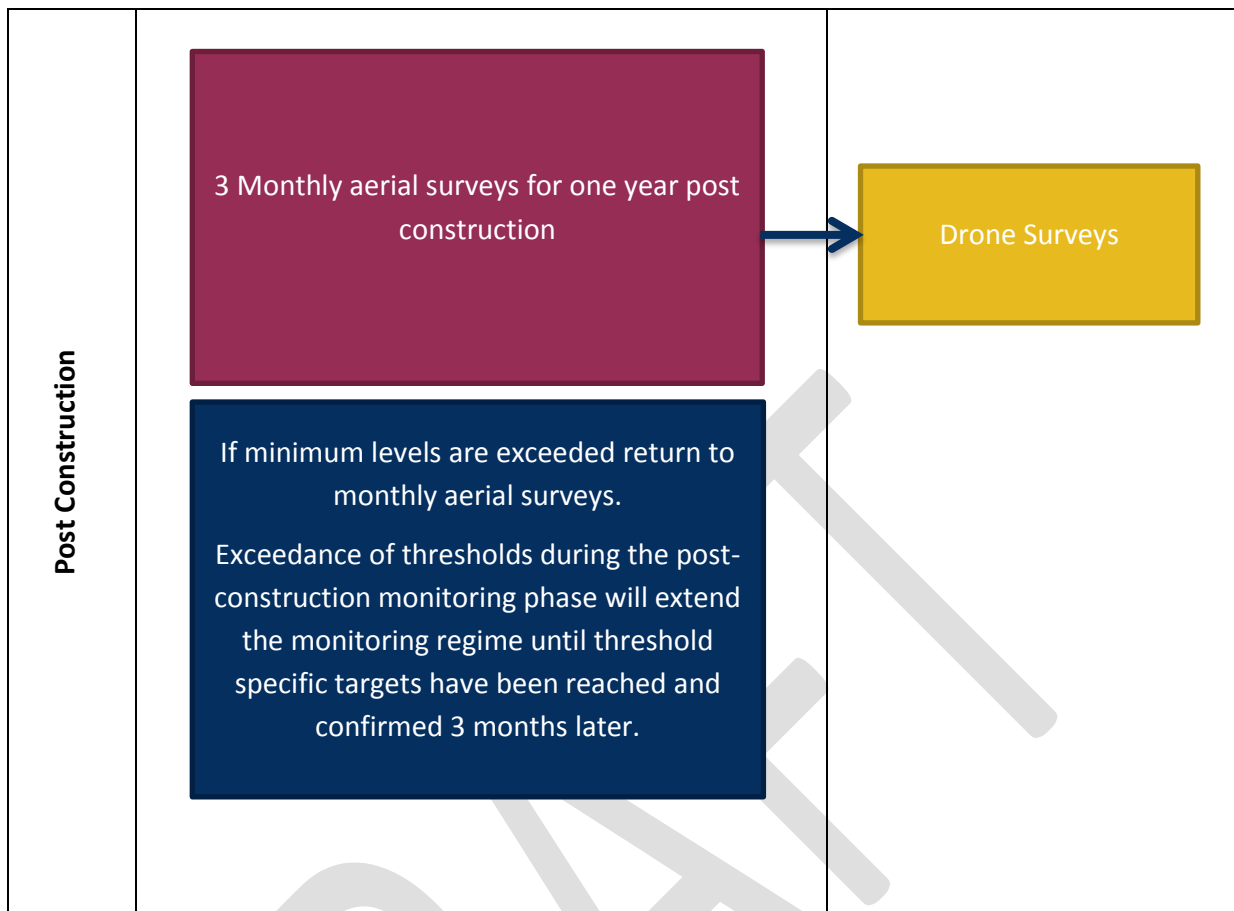 Post Construction
3 Monthly aerial surveys for one year post
construction
Drone Surveys
If minimum levels are exceeded return to
monthly aerial surveys.
Exceedance of thresholds during the post-
construction monitoring phase will extend
the monitoring regime until threshold
specific targets have been reached and
confirmed 3 months later.